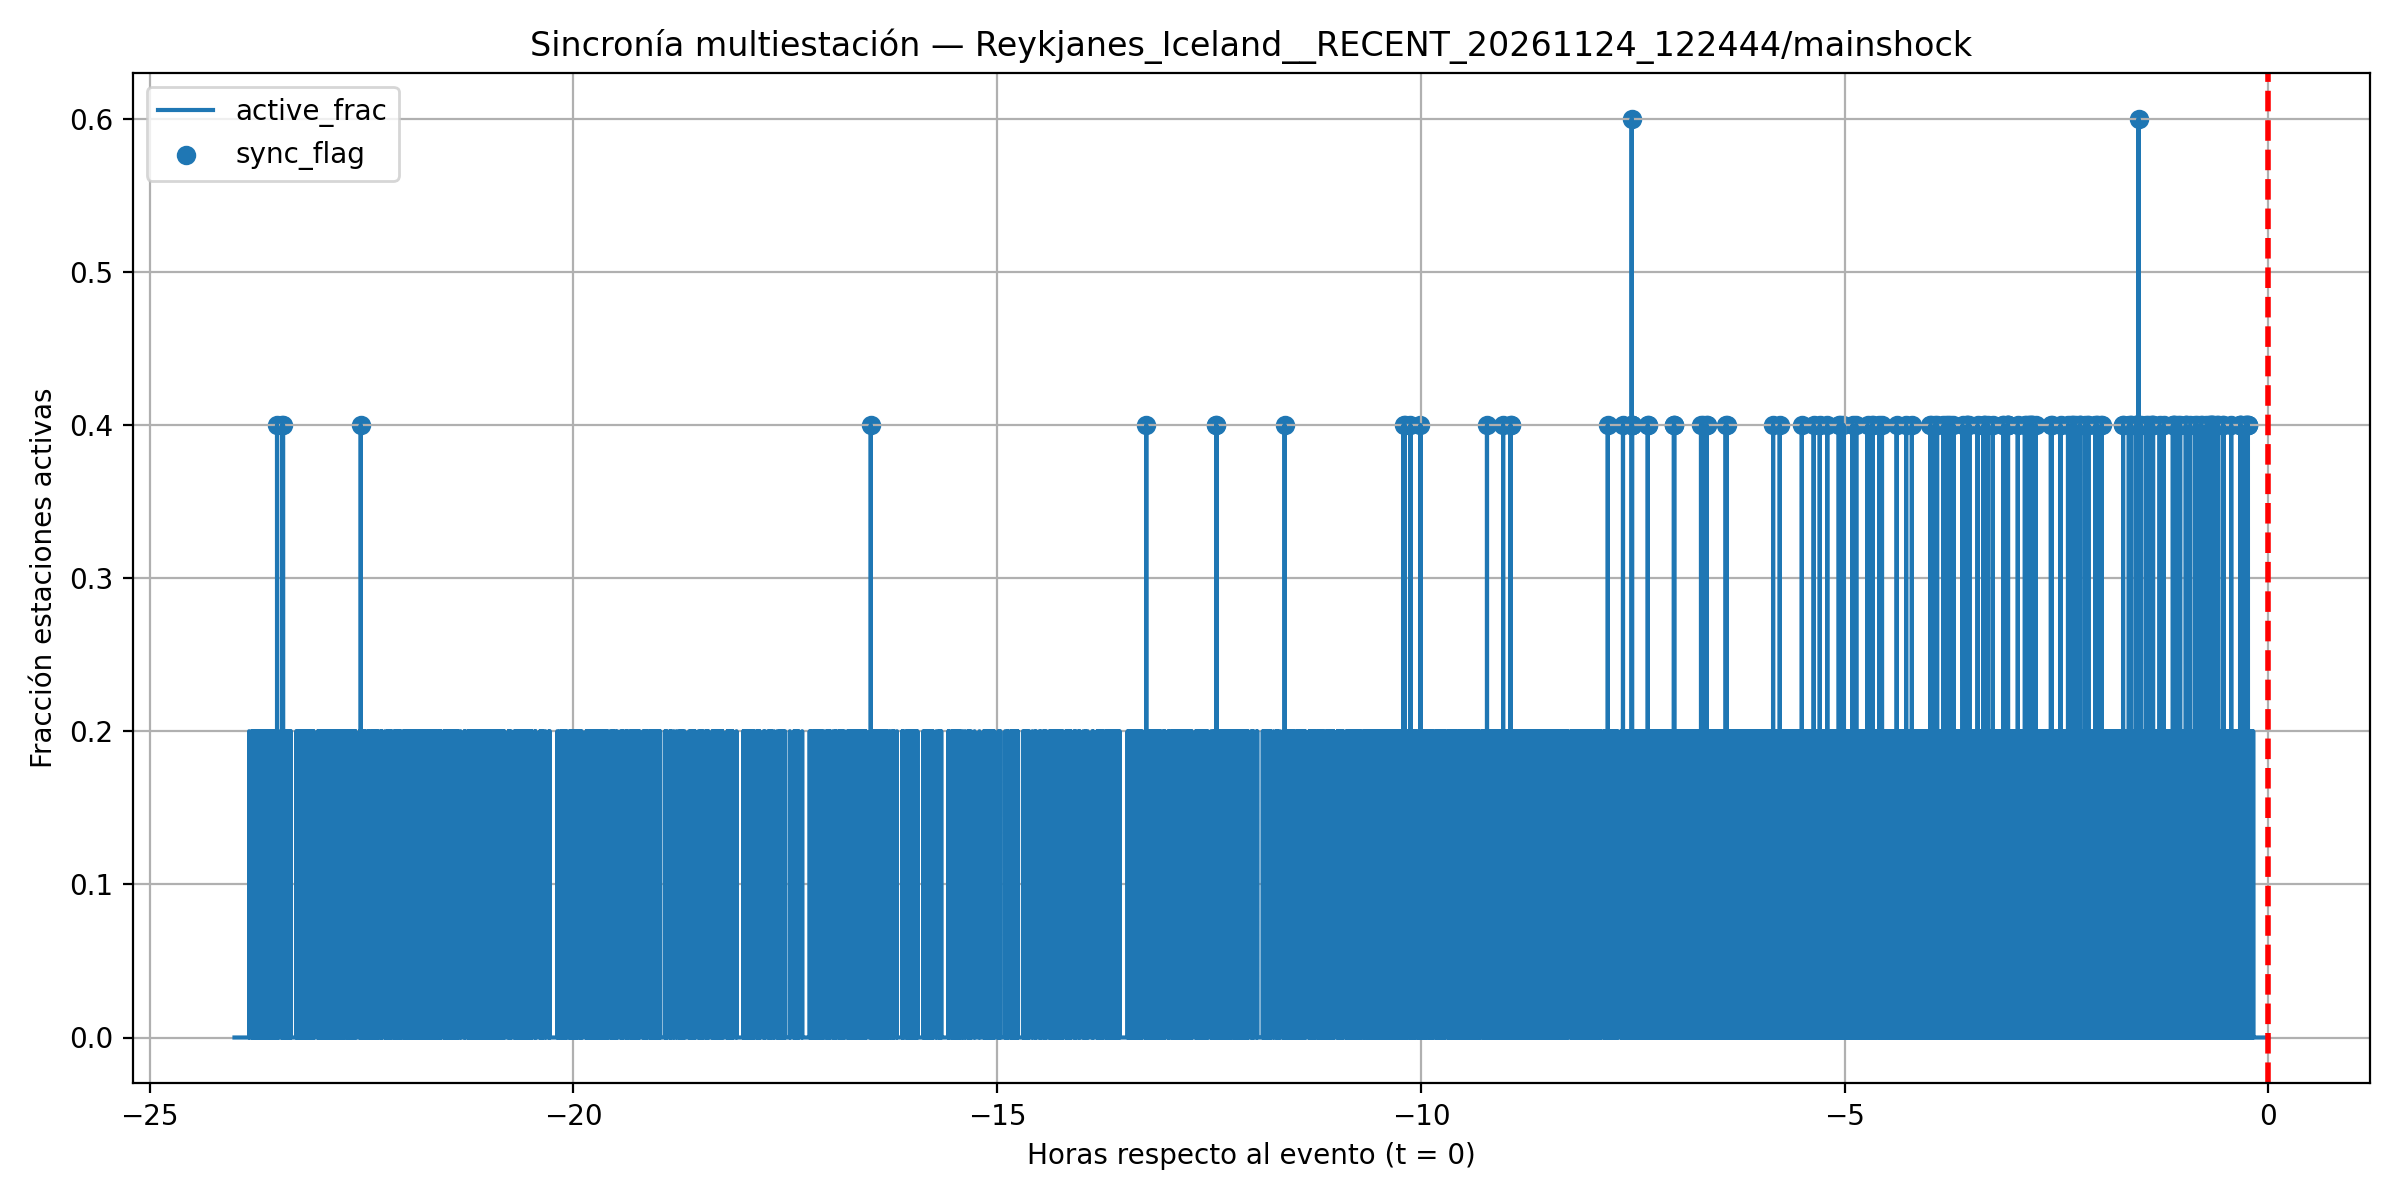 Sincronía multiestación — Reykjanes_Iceland__RECENT_20261124_122444/mainshock
active_frac
sync_flag
Fracción estaciones activas
0.6
0.5
0.4
0.3
0.2
0.1
0.0
−25
−20
−15
−10
−5
0
Horas respecto al evento (t = 0)